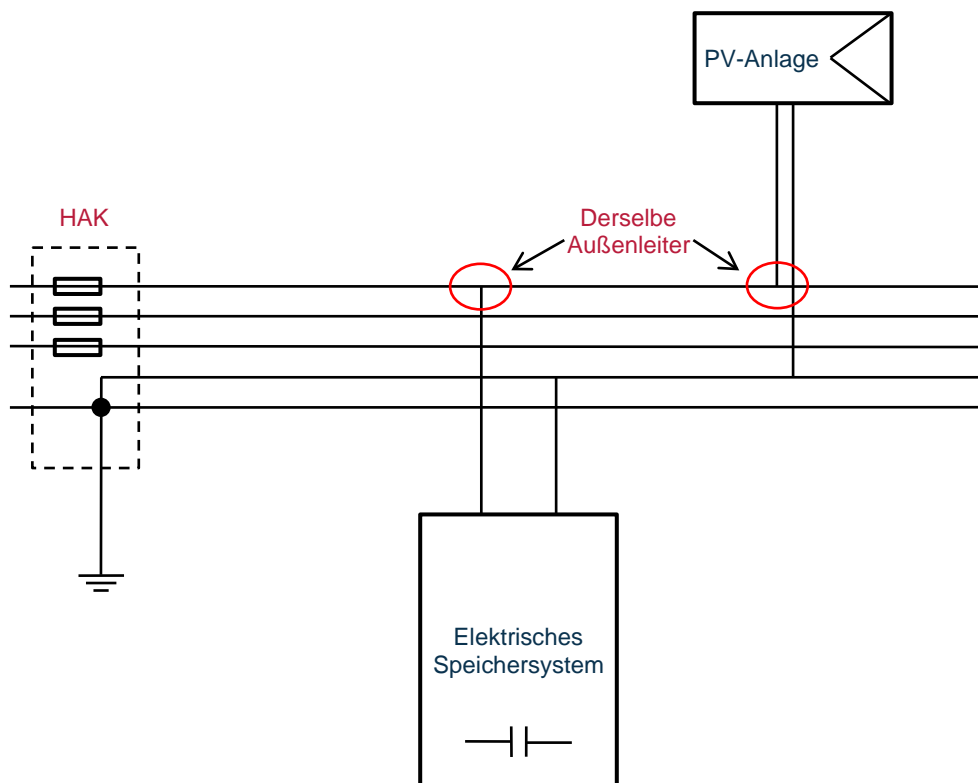 PV-Anlage
HAK
Derselbe
Außenleiter
Elektrisches
Speichersystem